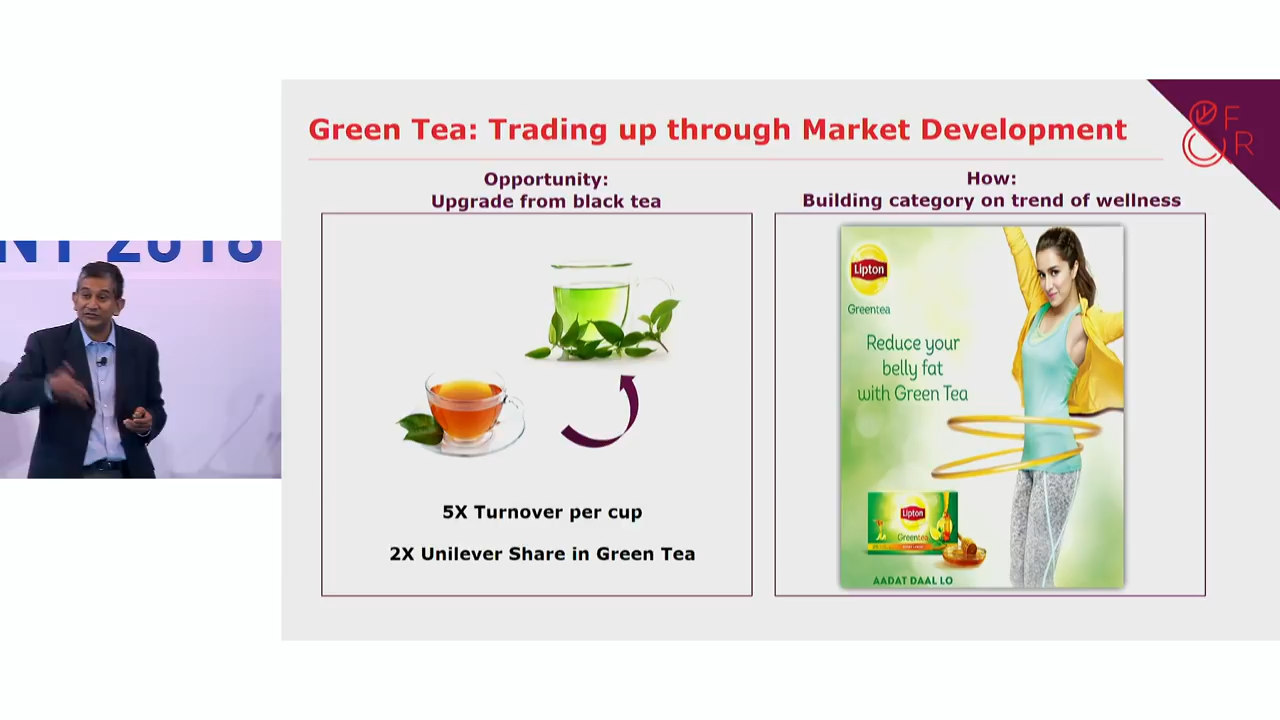 Green Tea: Trading up through Market Development
F
& R
Opportunity:
Upgrade from black tea
How:
Building category on trend of wellness
NT 2018
5X Turnover per cup
2X Unilever Share in Green Tea
Lipton
Greentea
Reduce your
belly fat
with Green Tea
Lipton
Greentea
AADAT DAAL LO